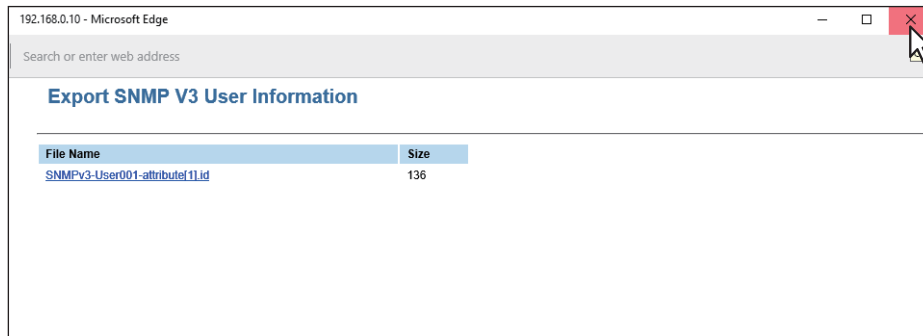 192.168.0.10 - Microsoft Edge
Search or enter web address
Export SNMP V3 User Information
File Name Size
SNMPv3-User001-attribute[1].id 136